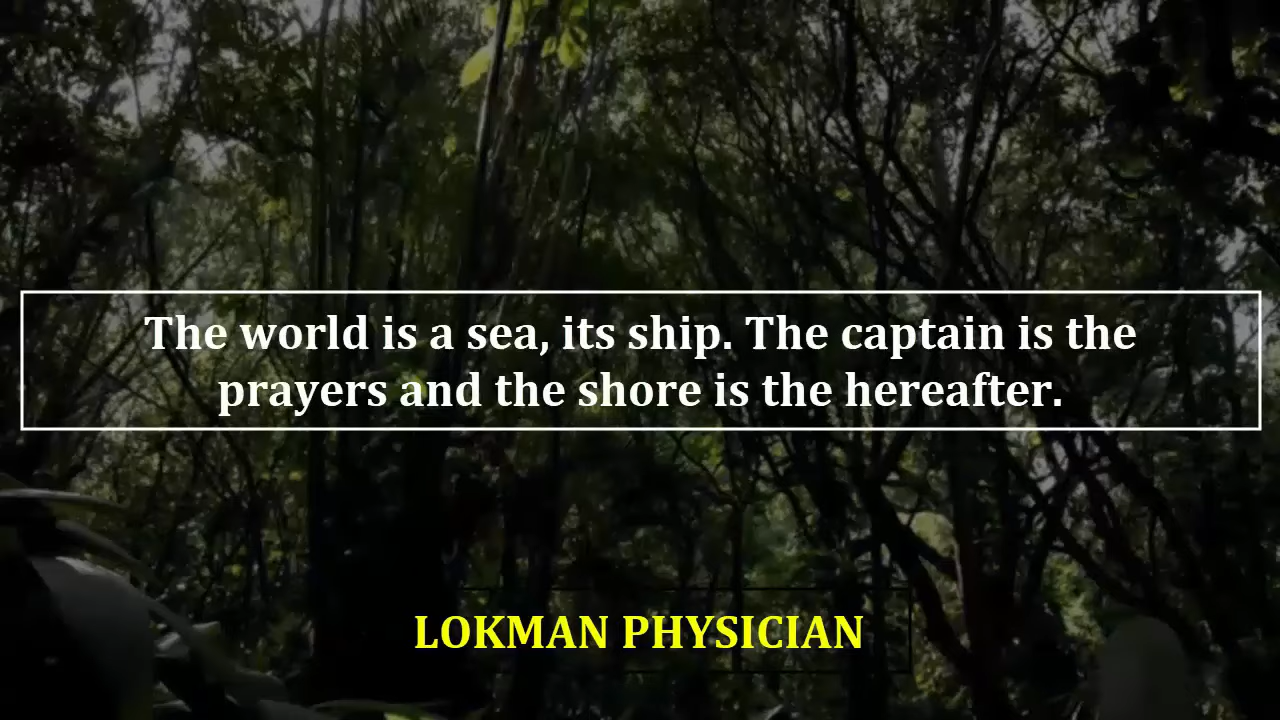 The world is a sea, its ship. The captain is the
prayers and the shore is the hereafter.
LOKMAN PHYSICIAN